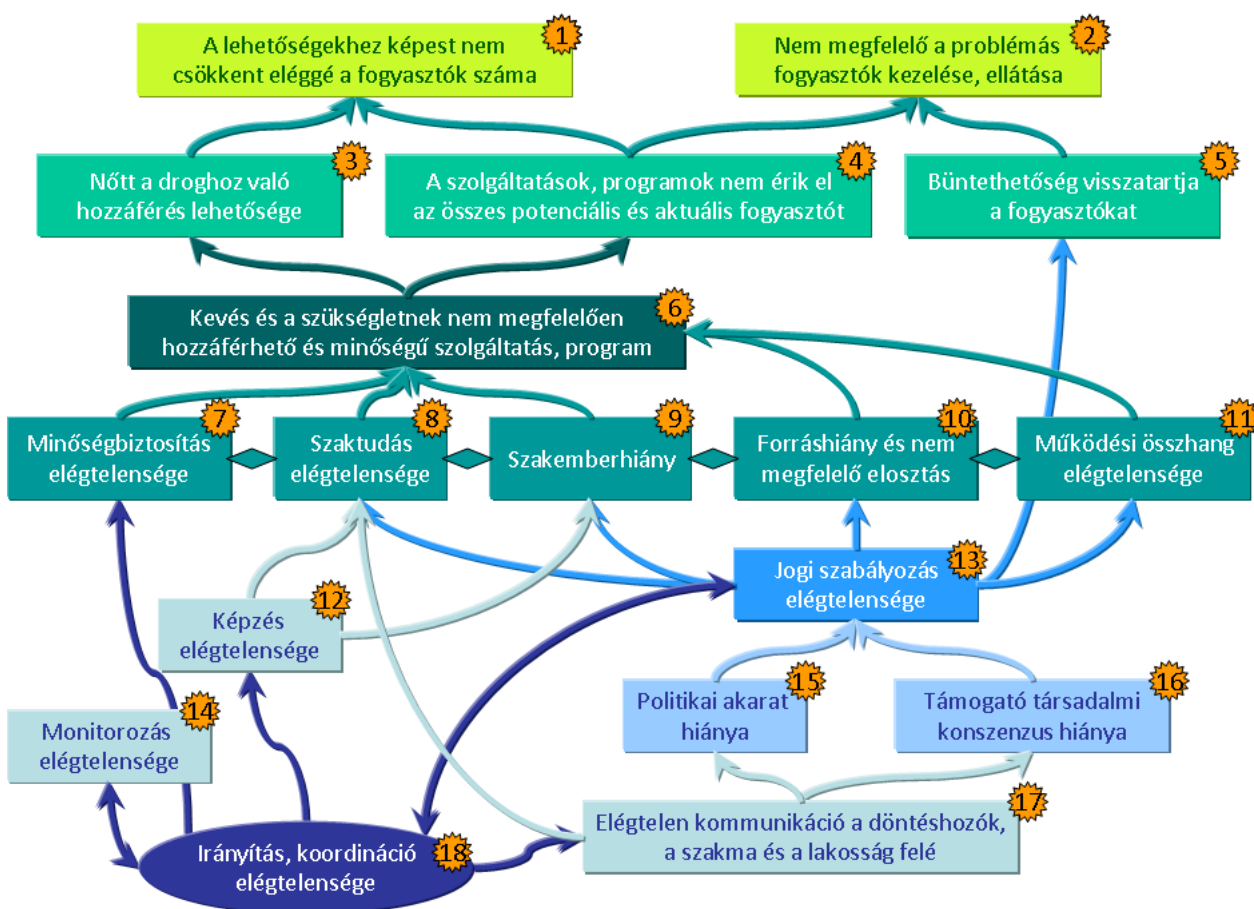 1
A lehetőségekhez képest nem
csökkent eléggé a fogyasztók száma
2
Nem megfelelő a problémás
fogyasztók kezelése, ellátása
3
Nőtt a droghoz való
hozzáférés lehetősége
4
A szolgáltatások, programok nem érik el
az összes potenciális és aktuális fogyasztót
5
Büntethetőség visszatartja
a fogyasztókat
6
Kevés és a szükségletnek nem megfelelően
hozzáférhető és minőségű szolgáltatás, program
7
Minőségbiztosítás
elégtelensége
8
Szaktudás
elégtelensége
9
Szakemberhiány
10
Forráshiány és nem
megfelelő elosztás
11
Működési összhang
elégtelensége
12
Képzés
elégtelensége
13
Jogi szabályozás
elégtelensége
14
Monitorozás
elégtelensége
15
Politikai akarat
hiánya
16
Támogató társadalmi
konszenzus hiánya
17
Elégtelen kommunikáció a döntéshozók,
a szakma és a lakosság felé
18
Irányítás, koordináció
elégtelensége